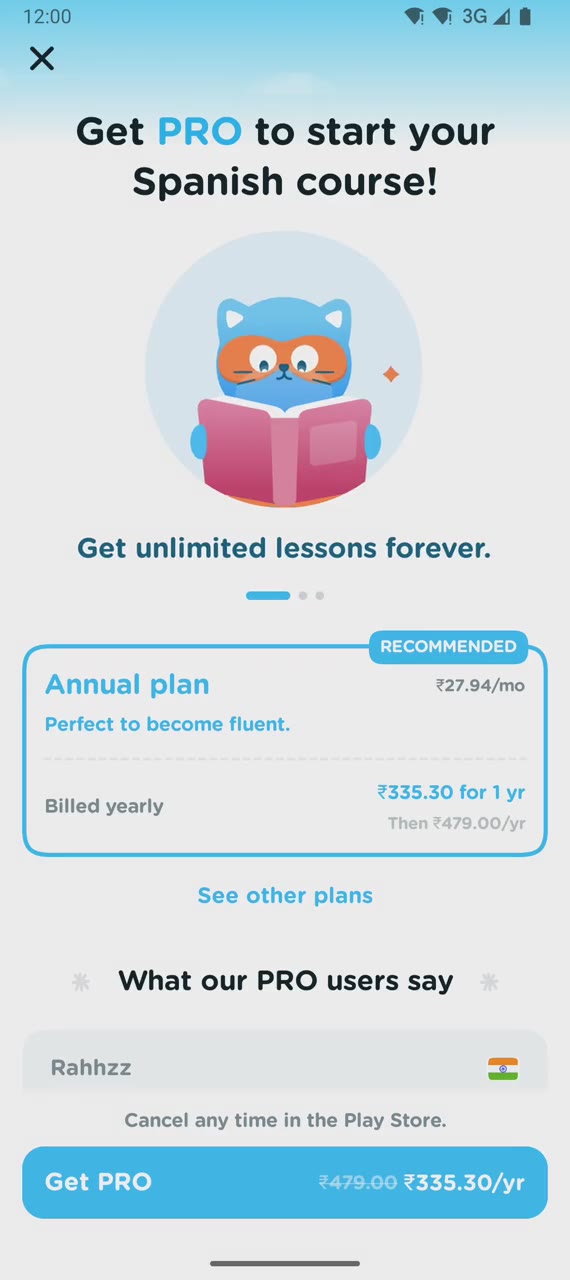 12:00
3G
Get PRO to start your
Spanish course!
Get unlimited lessons forever.
RECOMMENDED
Annual plan
₹27.94/mo
Perfect to become fluent.
Billed yearly
₹335.30 for 1 yr
Then ₹479.00/yr
See other plans
What our PRO users say
Rahhzz
Cancel any time in the Play Store.
Get PRO
₹479.00 ₹335.30/yr